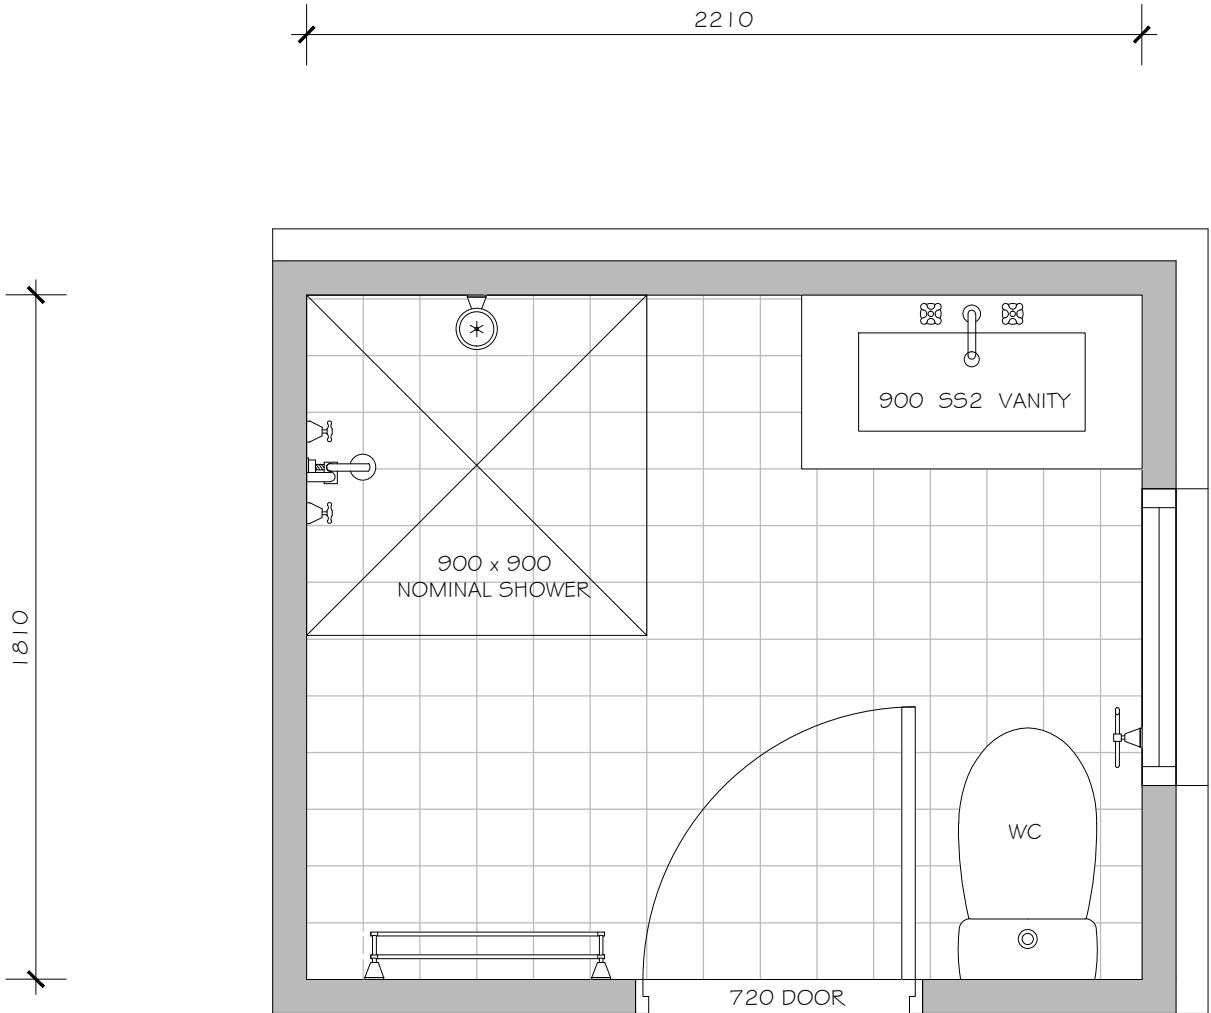 2210
900 SS2 VANITY
900 x 900
NOMINAL SHOWER
1810
WC
720 DOOR